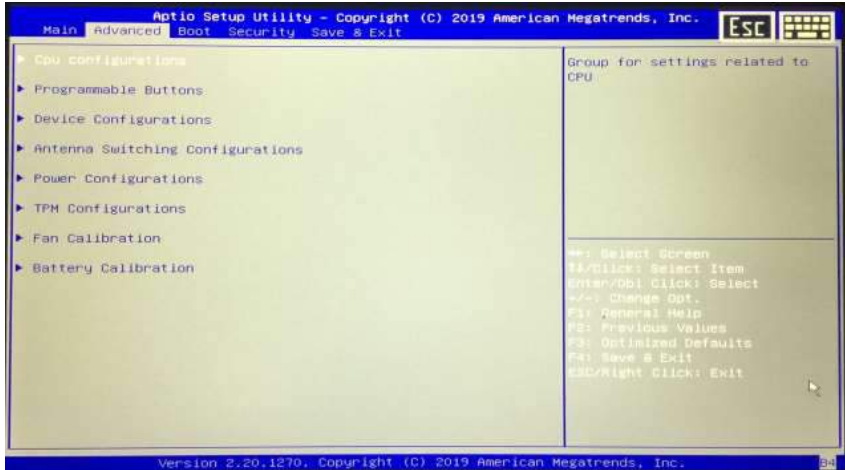 Aptio Setup Utility - Copyright (C) 2019 American Megatrends, Inc.
Main Advanced Boot Security Save & Exit
Esc
Cpu configurations
Programmable Buttons
Device Configurations
Antenna Switching Configurations
Power Configurations
TPM Configurations
Fan Calibration
Battery Calibration
Group for settings related to
CPU
Select Screen
↑↓/Click: Select Item
Enter/Dbl Click: Select
+/-: Change Opt.
F1: General Help
F2: Previous Values
F3: Optimized Defaults
F4: Save & Exit
ESC/Right Click: Exit
Version 2.20.1270. Copyright (C) 2019 American Megatrends, Inc.
B4